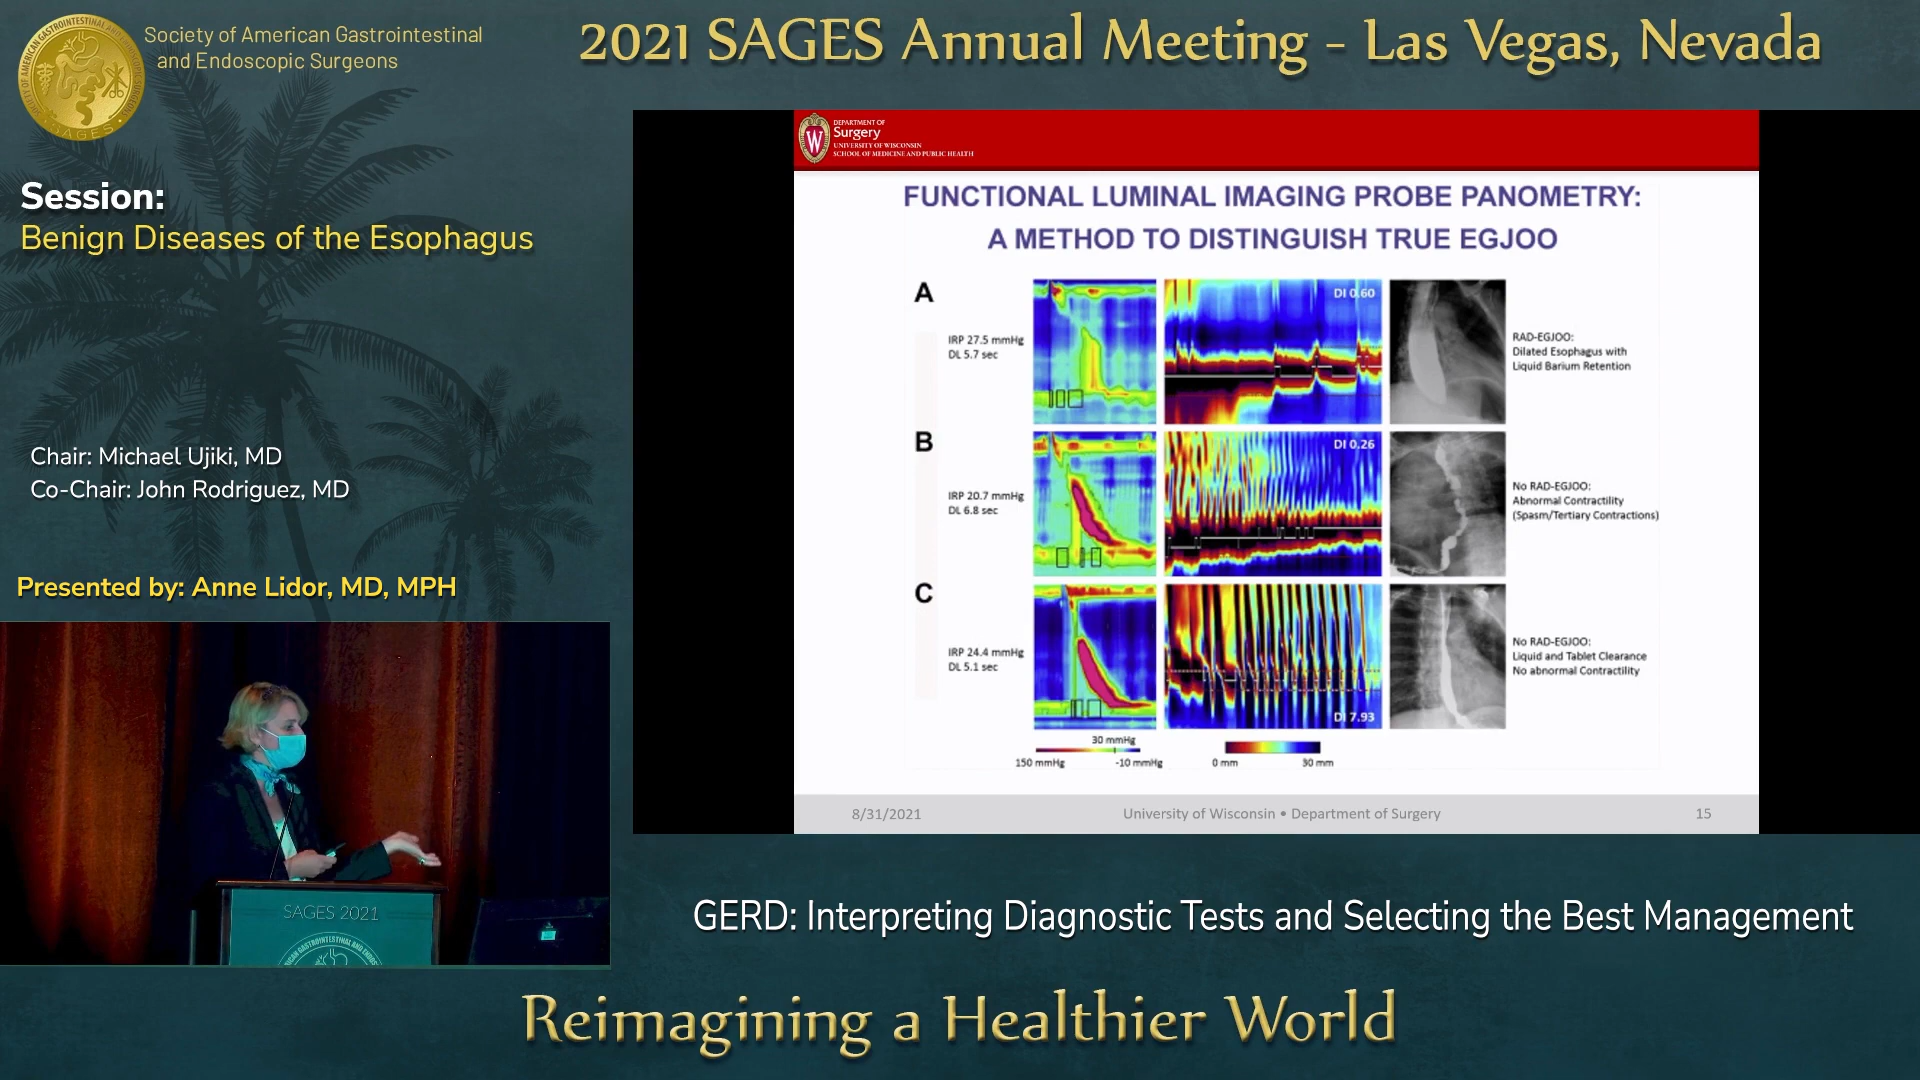 Society of American Gastrointestinal
and Endoscopic Surgeons
2021 SAGES Annual Meeting - Las Vegas, Nevada
SAGES
Session:
Benign Diseases of the Esophagus
Chair: Michael Ujiki, MD
Co-Chair: John Rodriguez, MD
Presented by: Anne Lidor, MD, MPH
SAGES 2021
W
DEPARTMENT OF
Surgery
UNIVERSITY OF WISCONSIN
SCHOOL OF MEDICINE AND PUBLIC HEALTH
FUNCTIONAL LUMINAL IMAGING PROBE PANOMETRY:
A METHOD TO DISTINGUISH TRUE EGJOO
A
IRP 27.5 mmHg
DL 5.7 sec
DI 0.60
RAD-EGJOO:
Dilated Esophagus with
Liquid Barium Retention
B
IRP 20.7 mmHg
DL 6.8 sec
DI 0.26
No RAD-EGJOO:
Abnormal Contractility
(Spasm/Tertiary Contractions)
C
IRP 24.4 mmHg
DL 5.1 sec
DI 7.93
No RAD-EGJOO:
Liquid and Tablet Clearance
No abnormal Contractility
30 mmHg
150 mmHg -10 mmHg
0 mm 30 mm
8/31/2021 University of Wisconsin • Department of Surgery 15
GERD: Interpreting Diagnostic Tests and Selecting the Best Management
Reimagining a Healthier World